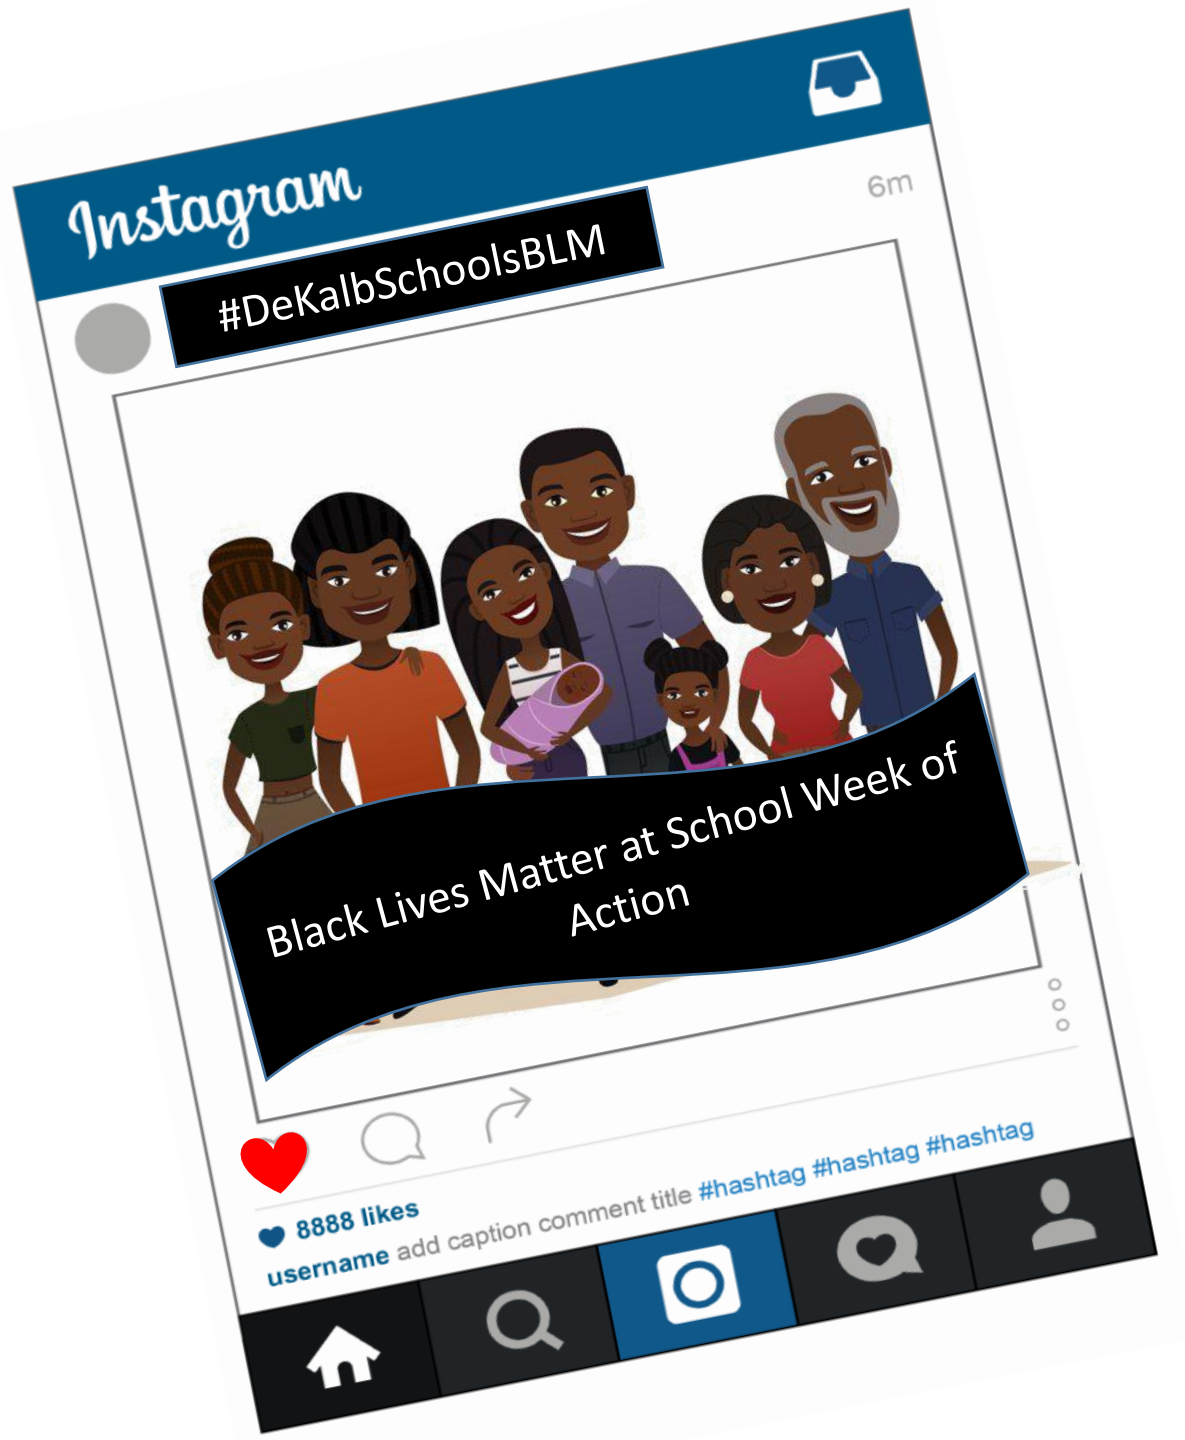 Instagram
6m
#DeKalbSchoolsBLM
Black Lives Matter at School Week of
Action
8888 likes
username add caption comment title #hashtag #hashtag #hashtag